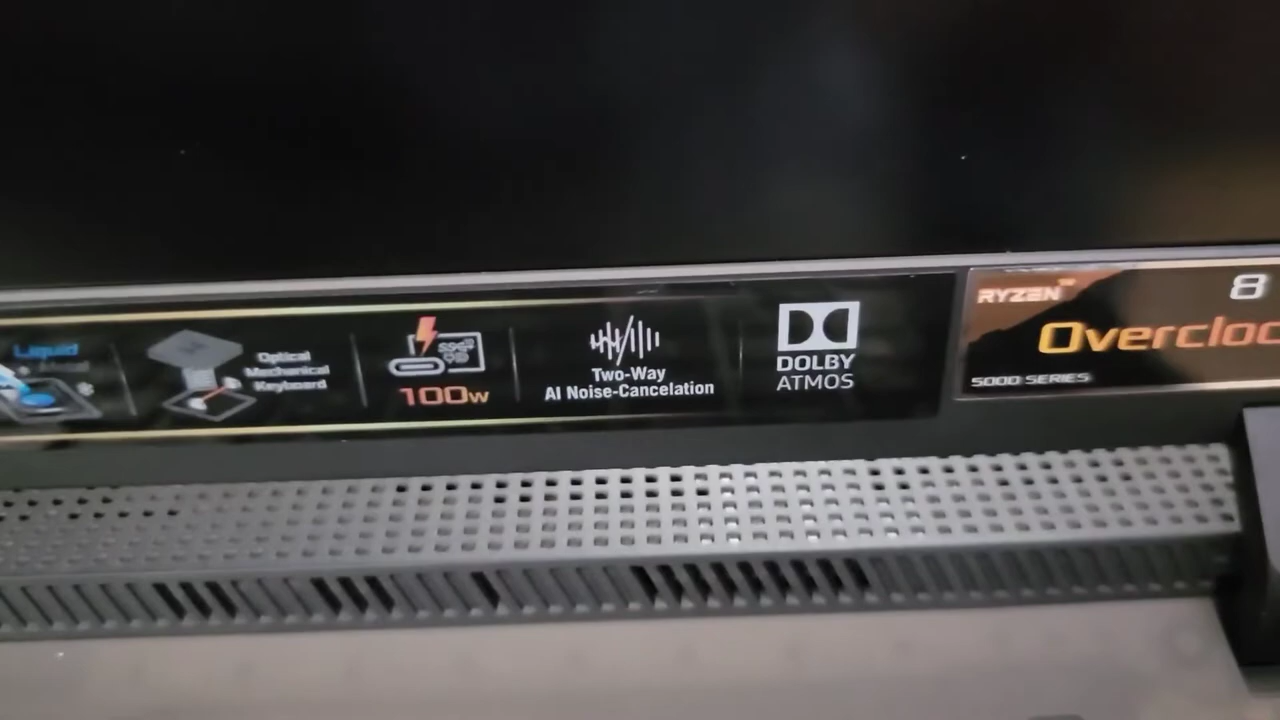 Liquid
Optical
Mechanical
Keyboard
100W
Two-Way
AI Noise-Cancelation
DOLBY
ATMOS
RYZEN
8
Overcloc
5000 SERIES